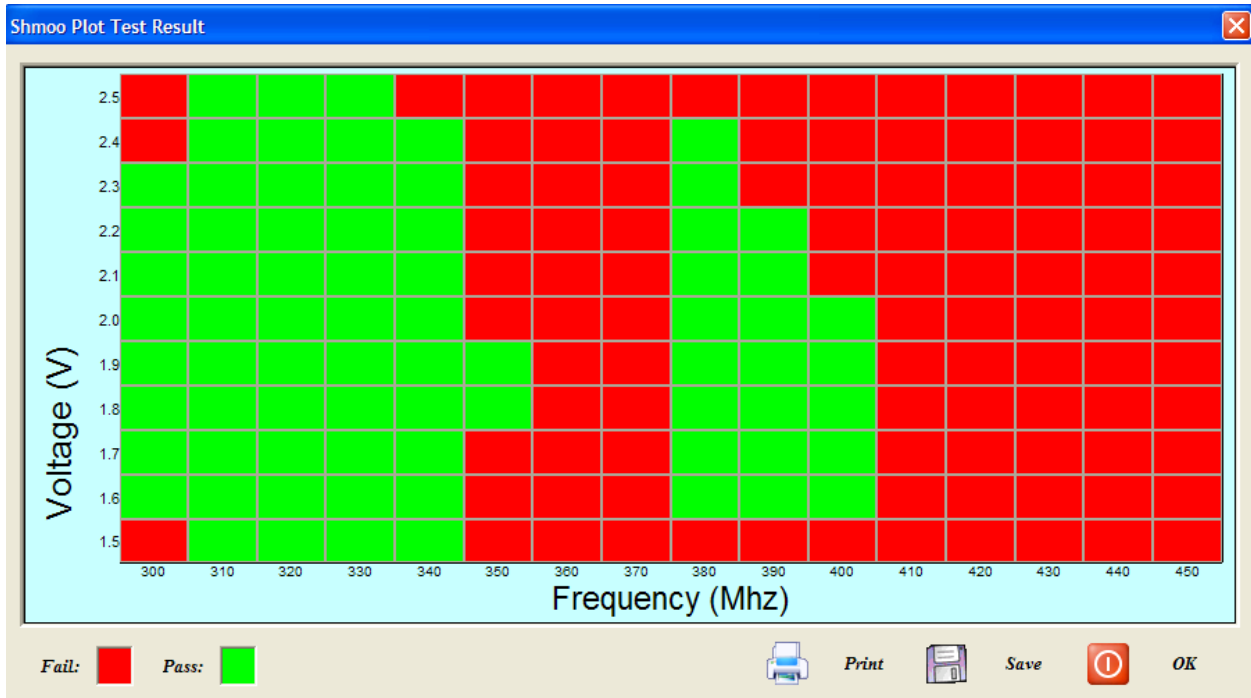 Shmoo Plot Test Result
2.5
2.4
2.3
2.2
2.1
2.0
1.9
1.8
1.7
1.6
1.5
Voltage (V)
300 310 320 330 340 350 360 370 380 390 400 410 420 430 440 450
Frequency (Mhz)
Fail: Pass: Print Save OK